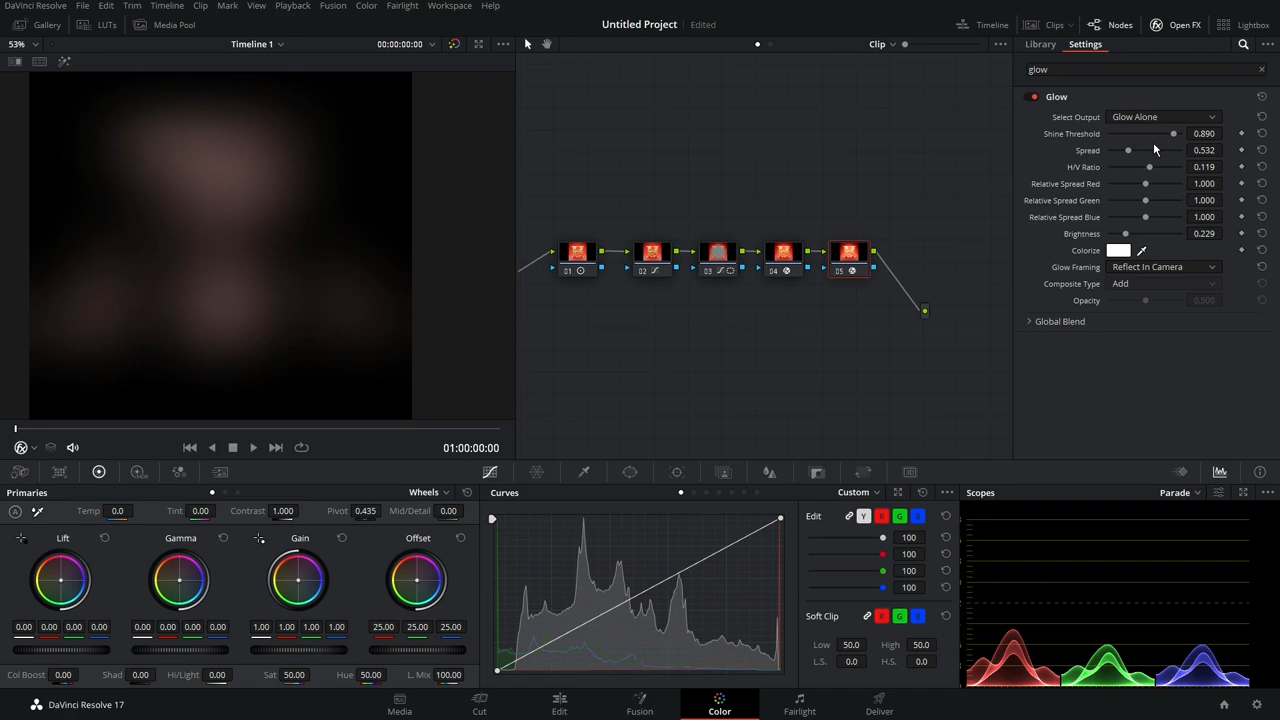 DaVinci Resolve File Edit Trim Timeline Clip Mark View Playback Fusion Color Fairlight Workspace Help
Gallery LUTs Media Pool Untitled Project Edited Timeline Clips Nodes Open FX Lightbox
53% Timeline 1 00:00:00:00 Clip Library Settings
glow
Glow
Select Output Glow Alone
Shine Threshold 0.890
Spread 0.532
H/V Ratio 0.119
Relative Spread Red 1.000
Relative Spread Green 1.000
Relative Spread Blue 1.000
Brightness 0.229
Colorize
Glow Framing Reflect In Camera
Composite Type Add
Opacity 0.500
Global Blend
01 02 03 04 05
01:00:00:00
Primaries Wheels Curves Custom Scopes Parade
Temp 0.0 Tint 0.00 Contrast 1.000 Pivot 0.435 Mid/Detail 0.00
Edit Y R G B
Lift Gamma Gain Offset
100
100
100
100
Soft Clip R G B
0.00 0.00 0.00 0.00 0.00 0.00 0.00 0.00 1.00 1.00 1.00 1.00 25.00 25.00 25.00
Low 50.0 High 50.0
L.S. 0.0 H.S. 0.0
Col Boost 0.00 Shad 0.00 Hi/Light 0.00 Sat 50.00 Hue 50.00 L. Mix 100.00
DaVinci Resolve 17 Media Cut Edit Fusion Color Fairlight Deliver